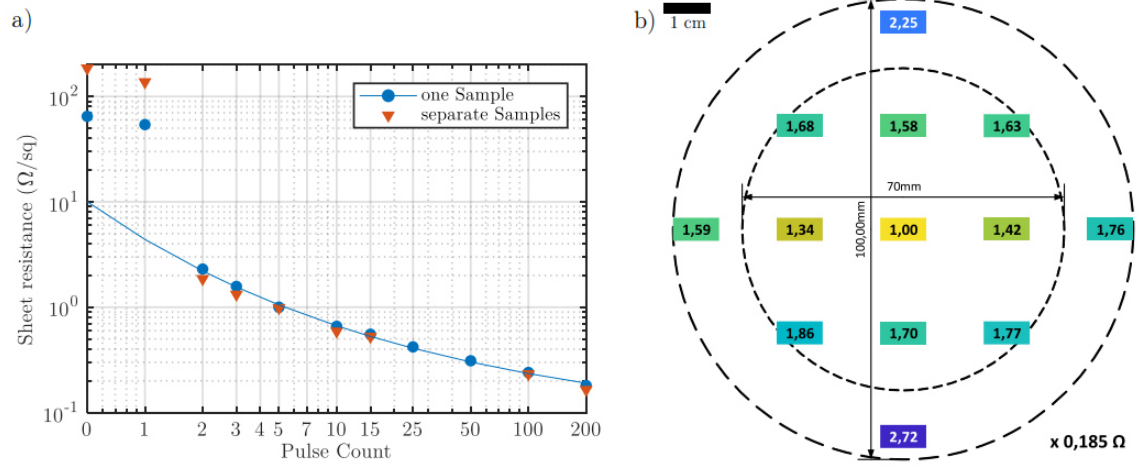 a)
Sheet resistance (Ω/sq)
10²
10¹
10⁰
10⁻¹
one Sample
separate Samples
0 1 2 3 4 5 7 10 15 25 50 100 200
Pulse Count
b)
1 cm
2,25
1,68 1,58 1,63
70mm
100,00mm
1,59 1,34 1,00 1,42 1,76
1,86 1,70 1,77
2,72
x 0,185 Ω